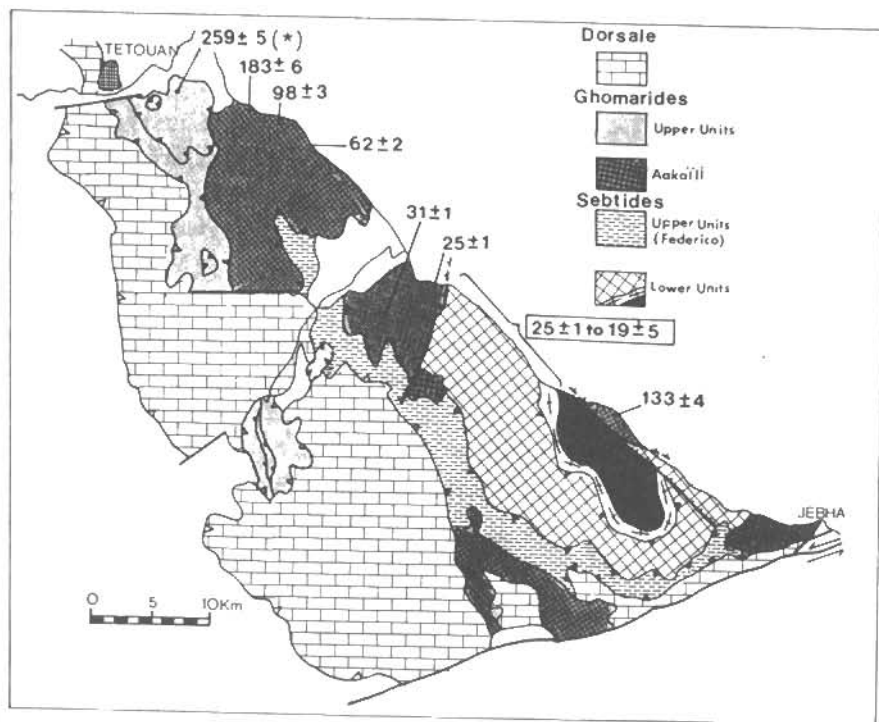 TETOUAN
259± 5 (*)
183± 6
98±3
62±2
31±1
25±1
25±1 to 19±5
133±4
JEBHA
0 5 10Km
Dorsale
Ghomarides
Upper Units
Aakaïli
Sebtides
Upper Units
(Federico)
Lower Units